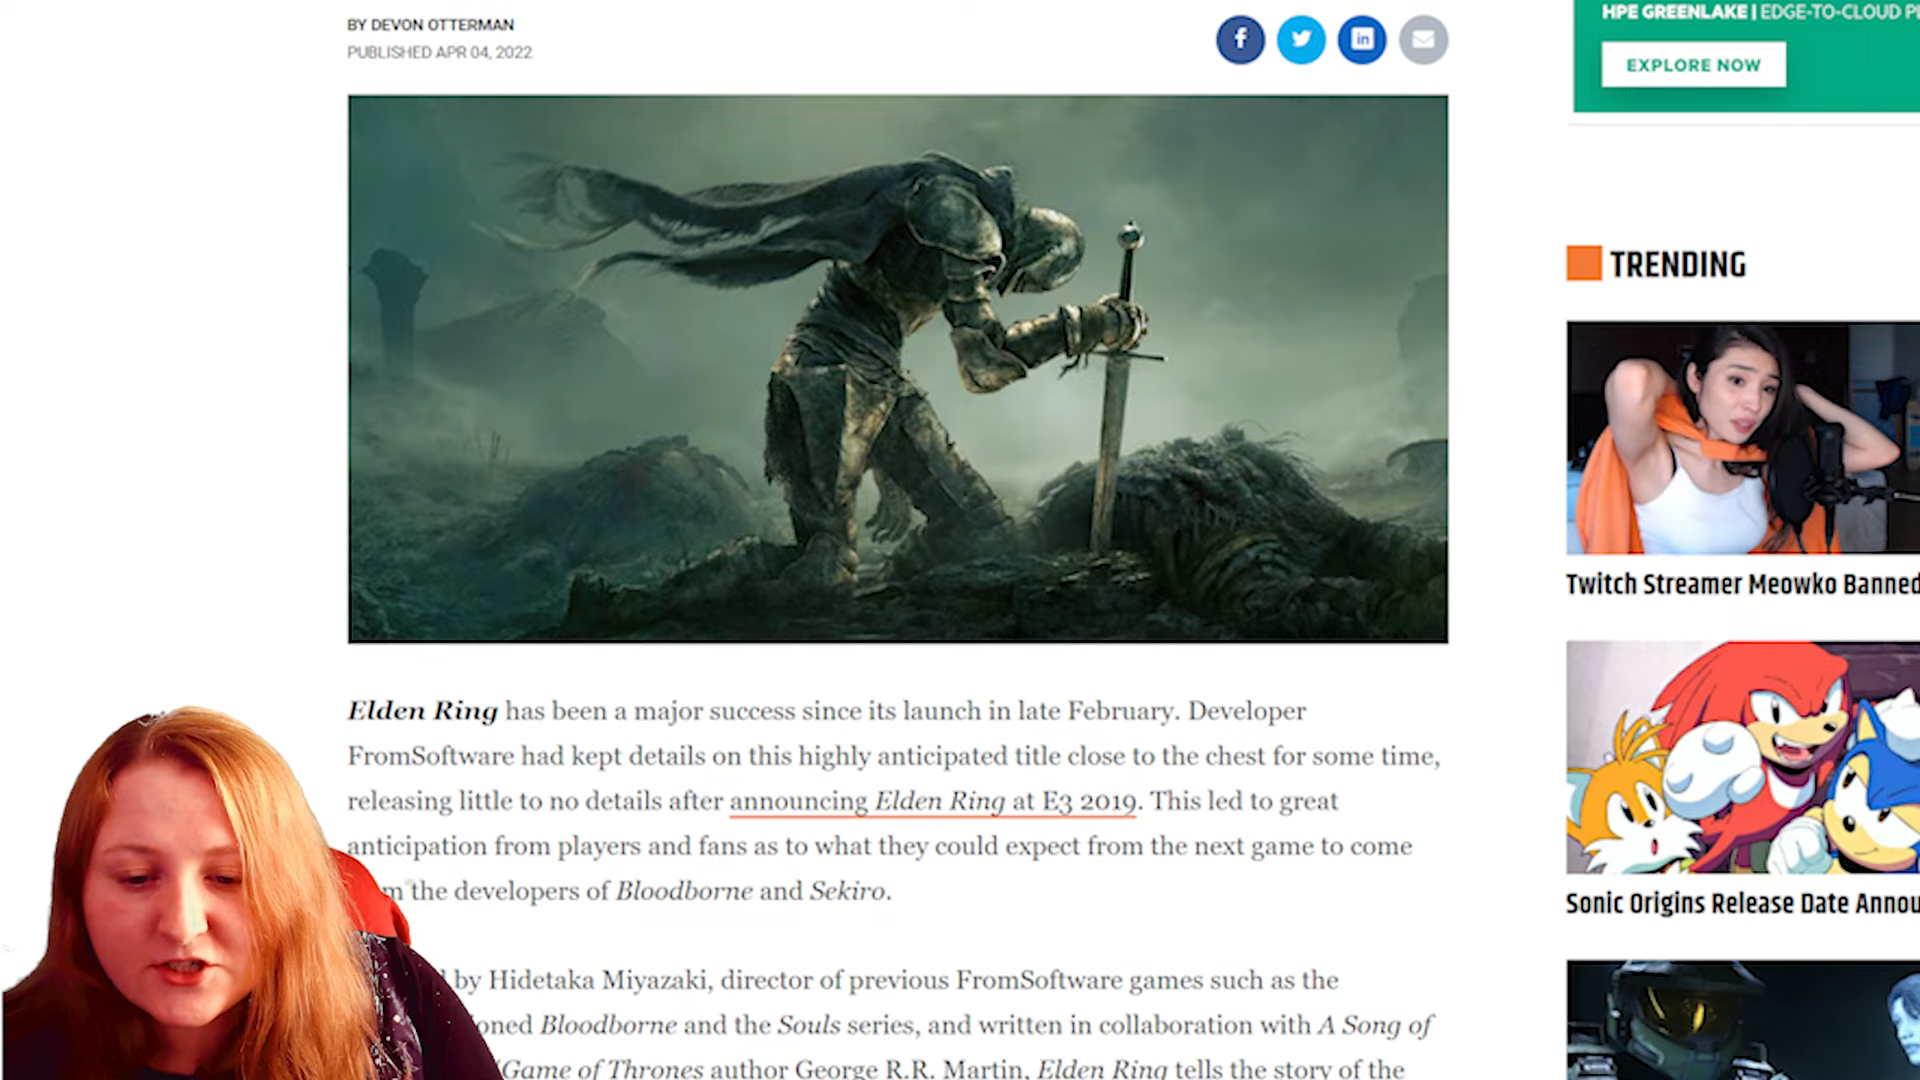 BY DEVON OTTERMAN
PUBLISHED APR 04, 2022
HPE GREENLAKE | EDGE-TO-CLOUD
EXPLORE NOW
TRENDING
Twitch Streamer Meowko Banned
Sonic Origins Release Date
Elden Ring has been a major success since its launch in late February. Developer
FromSoftware had kept details on this highly anticipated title close to the chest for some time,
releasing little to no details after announcing Elden Ring at E3 2019. This led to great
anticipation from players and fans as to what they could expect from the next game to come
the developers of Bloodborne and Sekiro.
by Hidetaka Miyazaki, director of previous FromSoftware games such as the
Bloodborne and the Souls series, and written in collaboration with A Song of
Game of Thrones author George R.R. Martin, Elden Ring tells the story of the